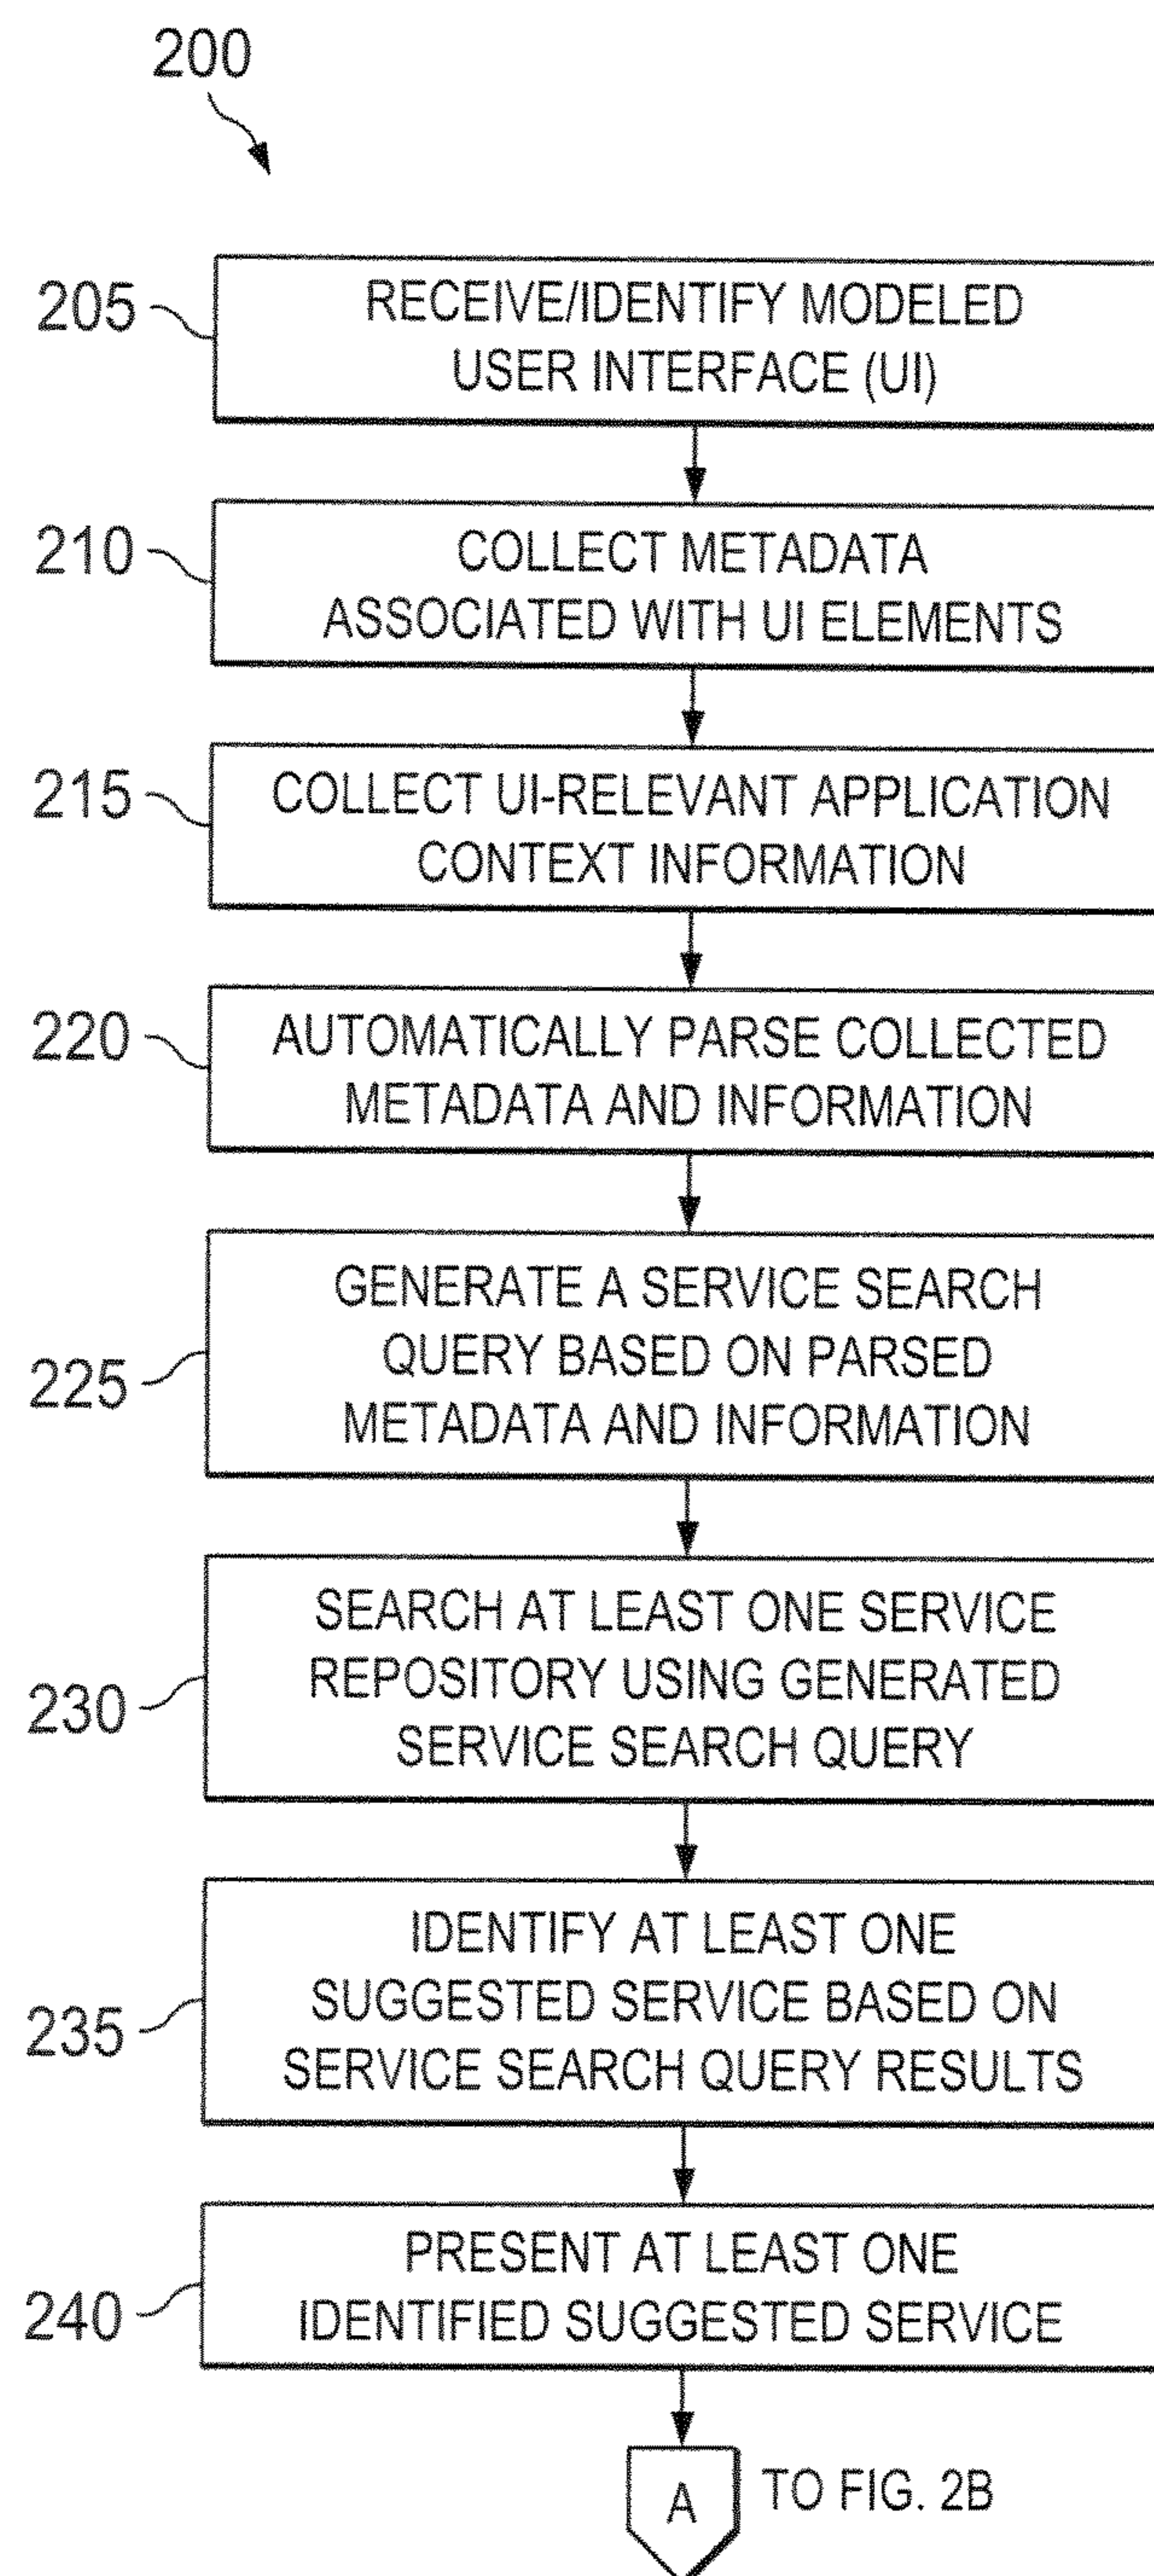 200
205
RECEIVE/IDENTIFY MODELED
USER INTERFACE (UI)
210
COLLECT METADATA
ASSOCIATED WITH UI ELEMENTS
215
COLLECT UI-RELEVANT APPLICATION
CONTEXT INFORMATION
220
AUTOMATICALLY PARSE COLLECTED
METADATA AND INFORMATION
225
GENERATE A SERVICE SEARCH
QUERY BASED ON PARSED
METADATA AND INFORMATION
230
SEARCH AT LEAST ONE SERVICE
REPOSITORY USING GENERATED
SERVICE SEARCH QUERY
235
IDENTIFY AT LEAST ONE
SUGGESTED SERVICE BASED ON
SERVICE SEARCH QUERY RESULTS
240
PRESENT AT LEAST ONE
IDENTIFIED SUGGESTED SERVICE
A TO FIG. 2B